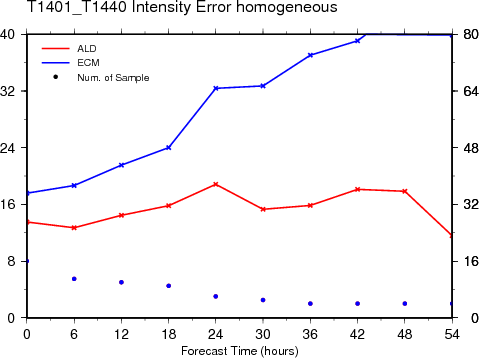 T1401_T1440 Intensity Error homogeneous
40
32
24
16
8
0
80
64
48
32
16
0
ALD
ECM
Num. of Sample
0 6 12 18 24 30 36 42 48 54
Forecast Time (hours)